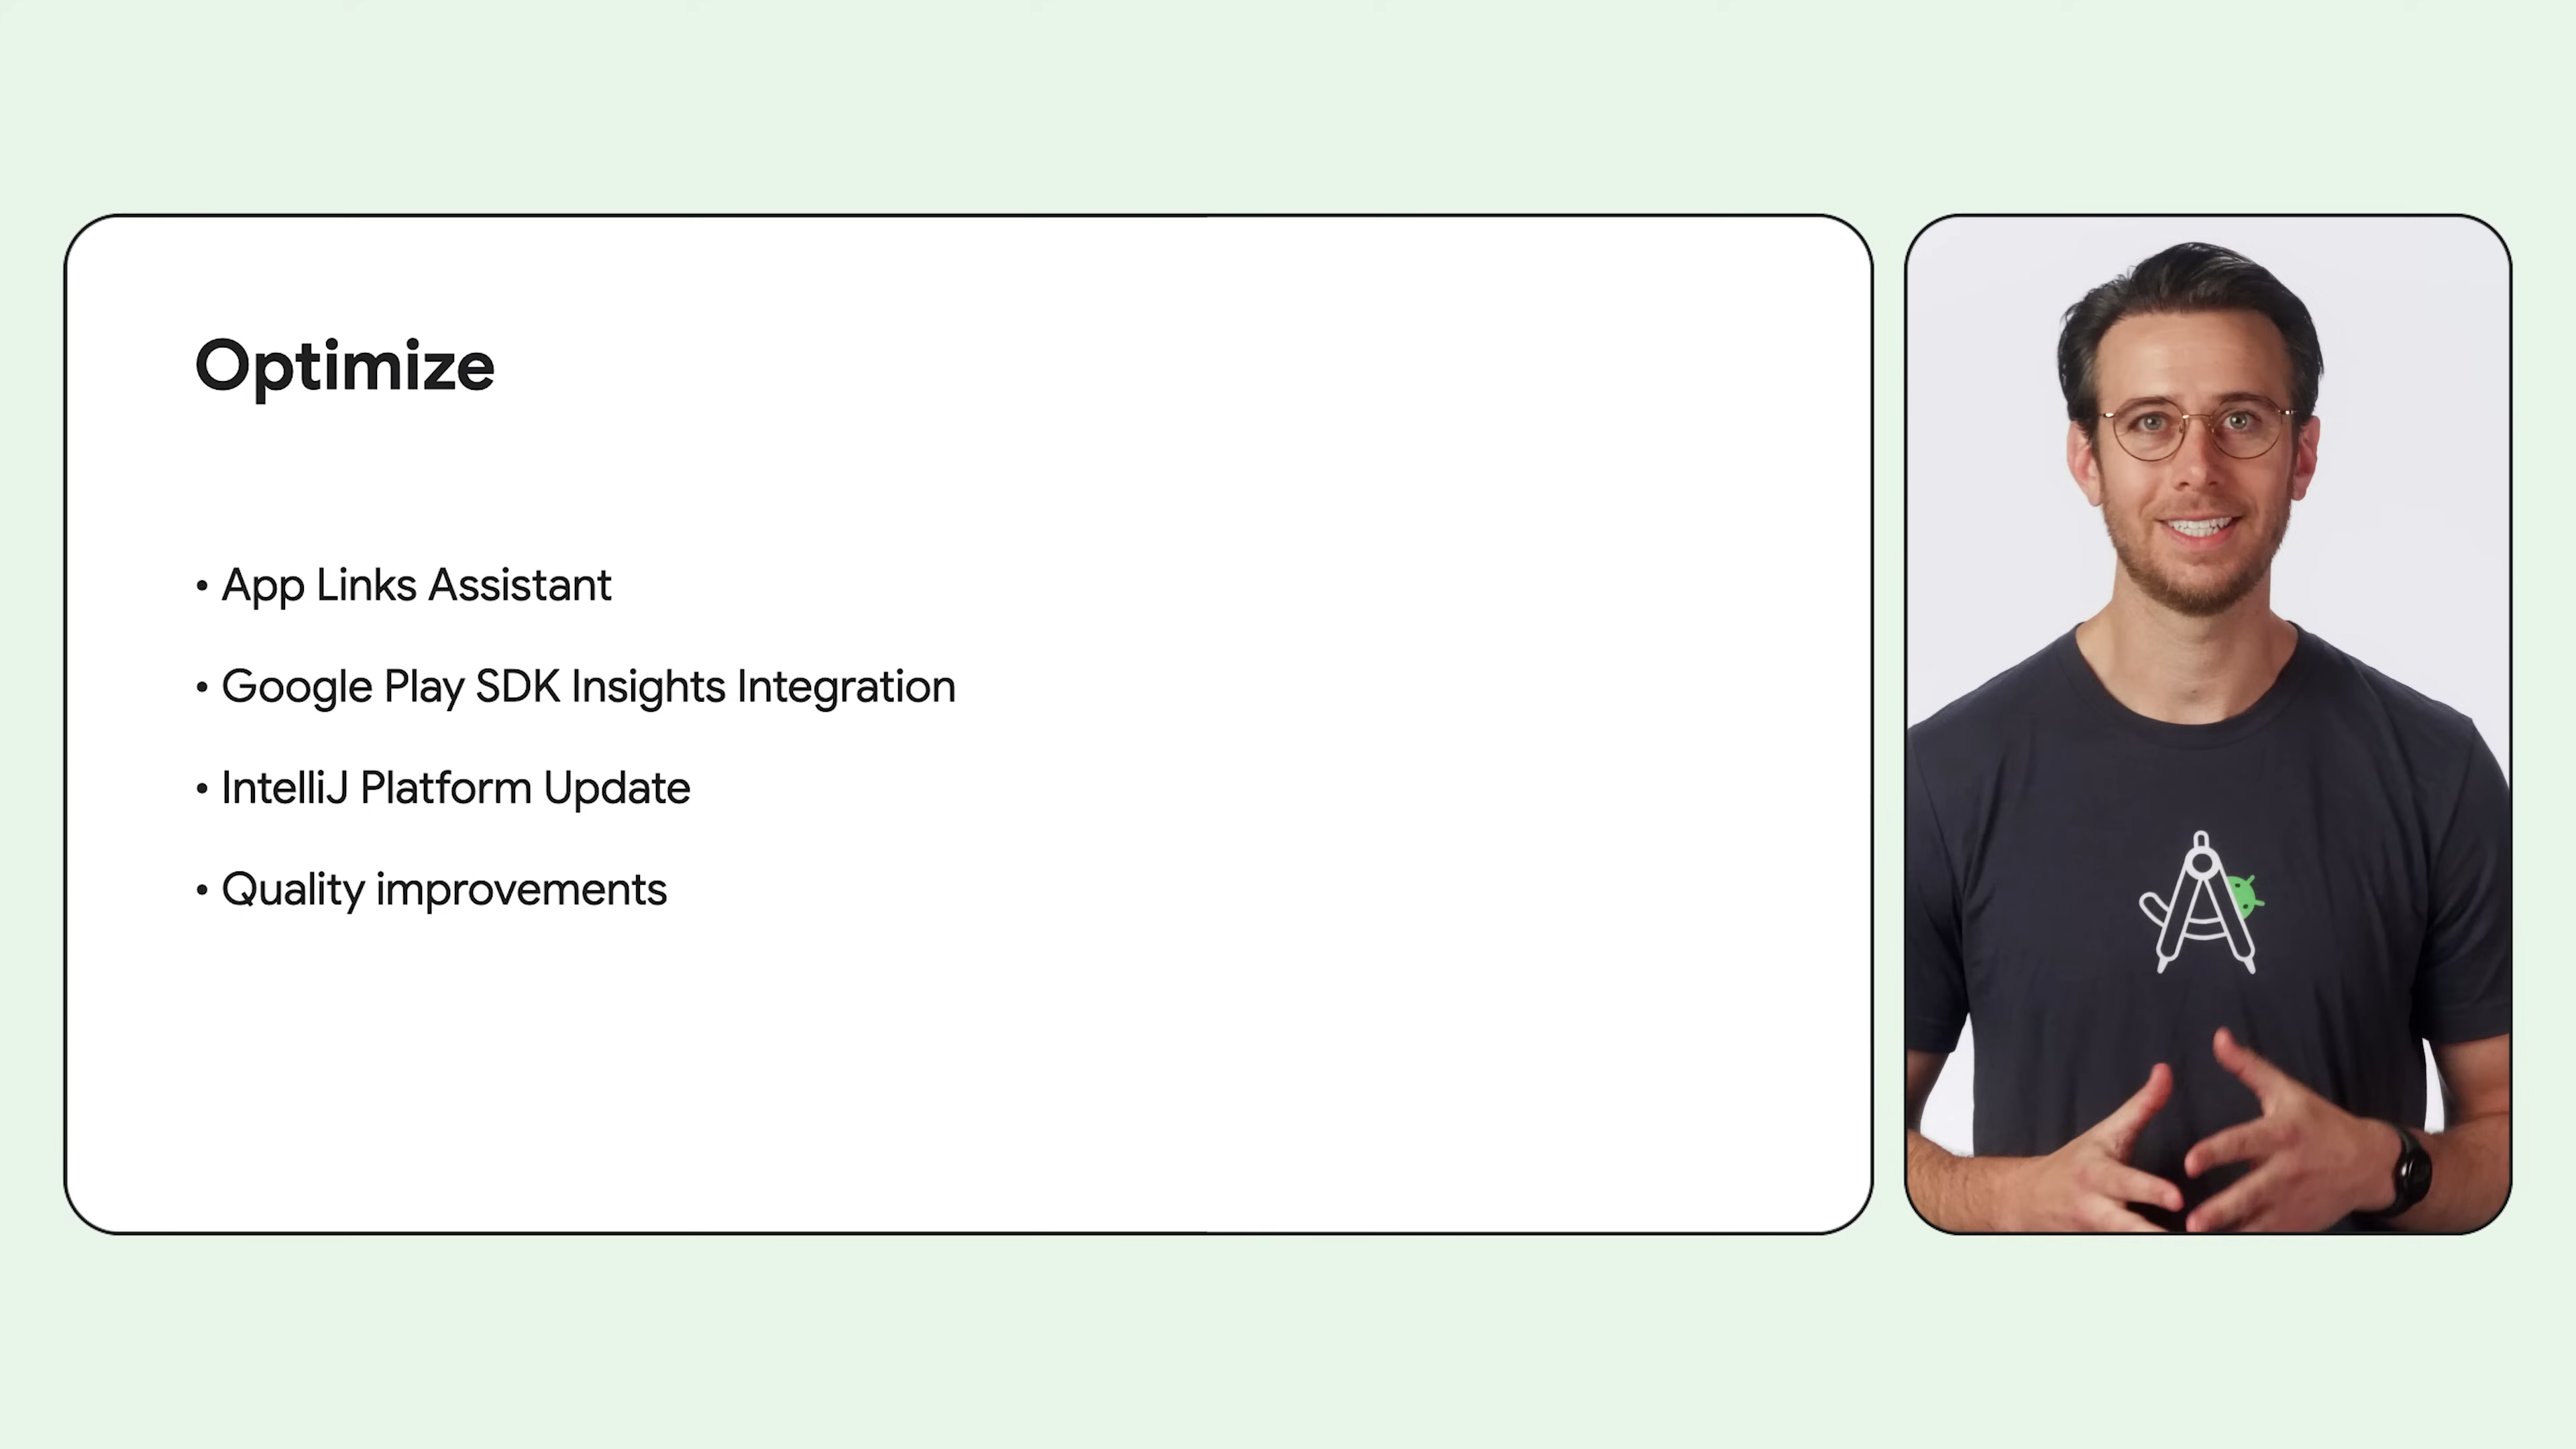 Optimize
• App Links Assistant
• Google Play SDK Insights Integration
• IntelliJ Platform Update
• Quality improvements